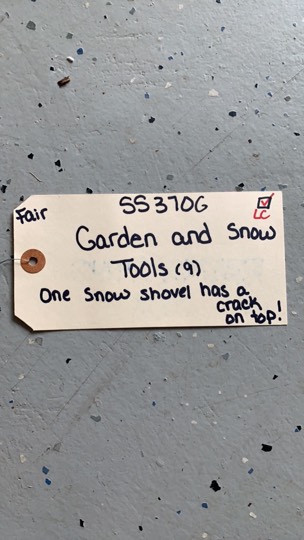 Fair
SS370G
LC
Garden and Snow
Tools (9)
One Snow shovel has a
crack
on top!